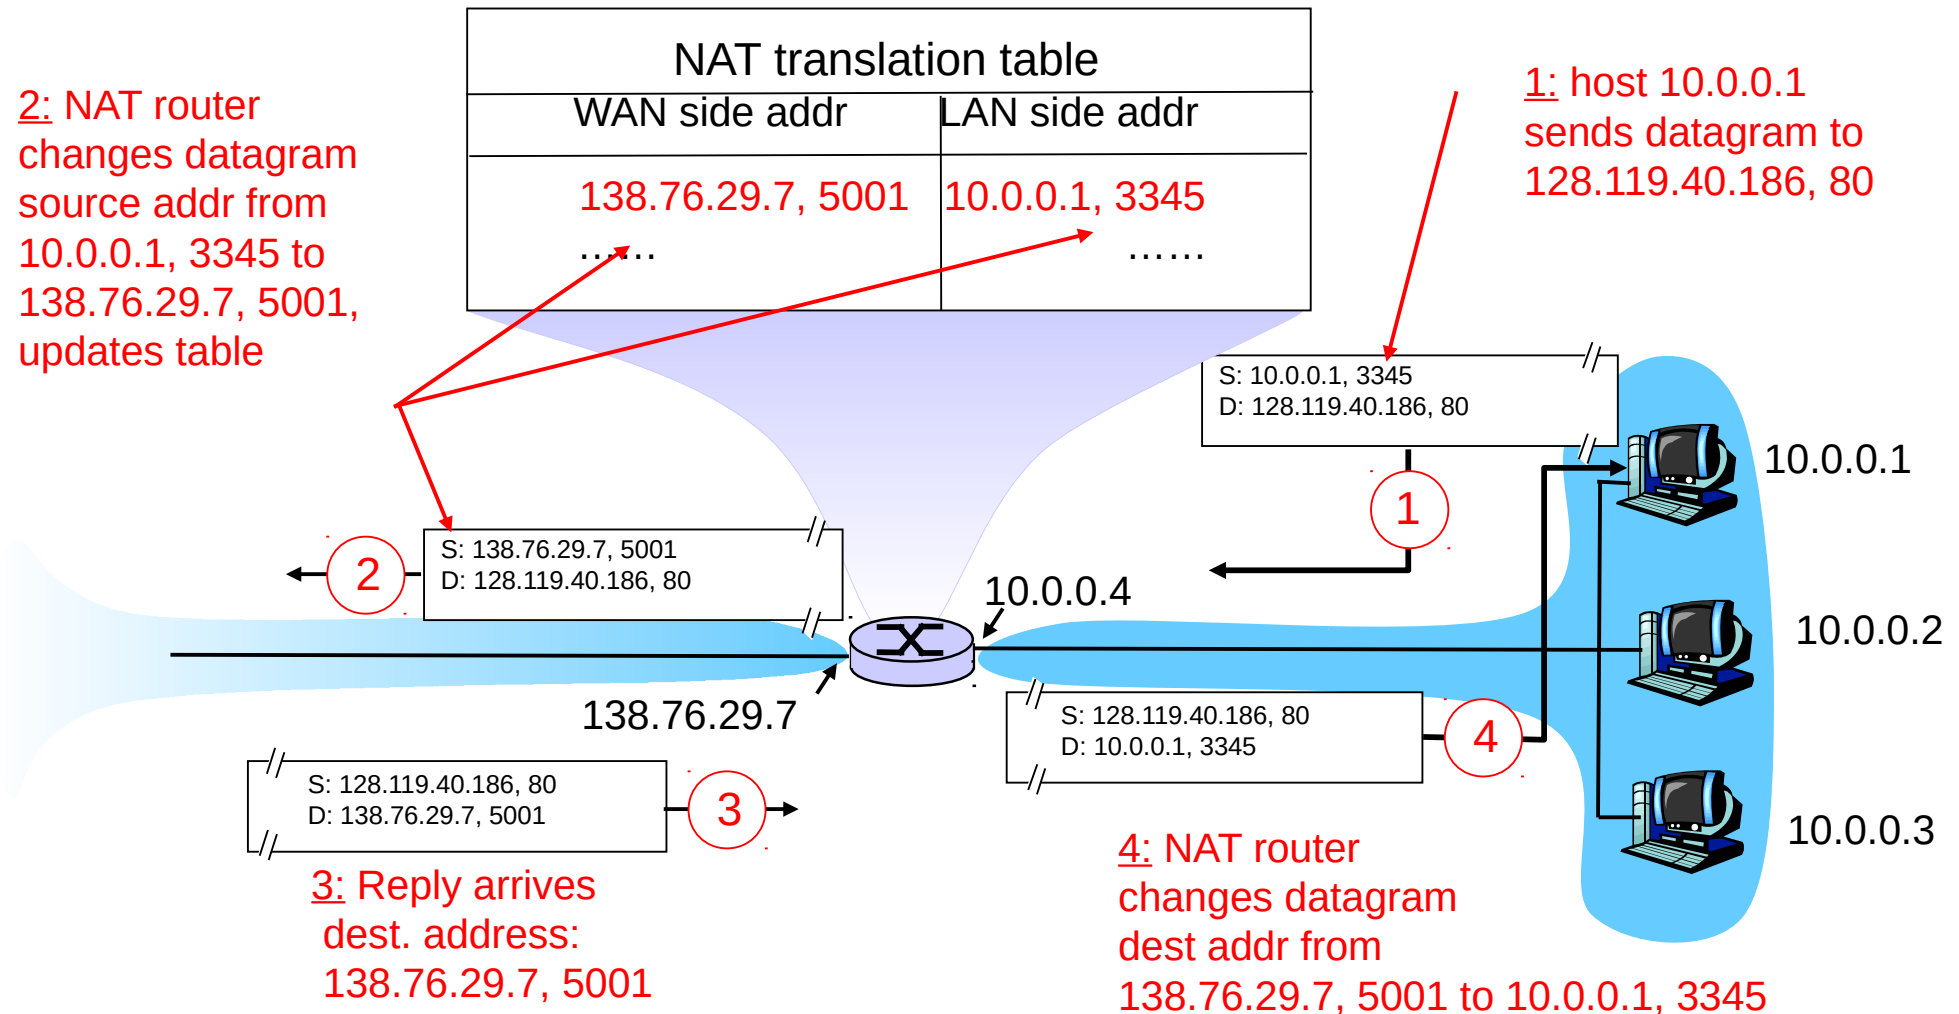 NAT translation table
WAN side addr LAN side addr
138.76.29.7, 5001 10.0.0.1, 3345
...... ......
2: NAT router
changes datagram
source addr from
10.0.0.1, 3345 to
138.76.29.7, 5001,
updates table
1: host 10.0.0.1
sends datagram to
128.119.40.186, 80
S: 10.0.0.1, 3345
D: 128.119.40.186, 80
1
10.0.0.1
S: 138.76.29.7, 5001
D: 128.119.40.186, 80
2
10.0.0.4
10.0.0.2
138.76.29.7
S: 128.119.40.186, 80
D: 10.0.0.1, 3345
4
S: 128.119.40.186, 80
D: 138.76.29.7, 5001
3
10.0.0.3
3: Reply arrives
dest. address:
138.76.29.7, 5001
4: NAT router
changes datagram
dest addr from
138.76.29.7, 5001 to 10.0.0.1, 3345